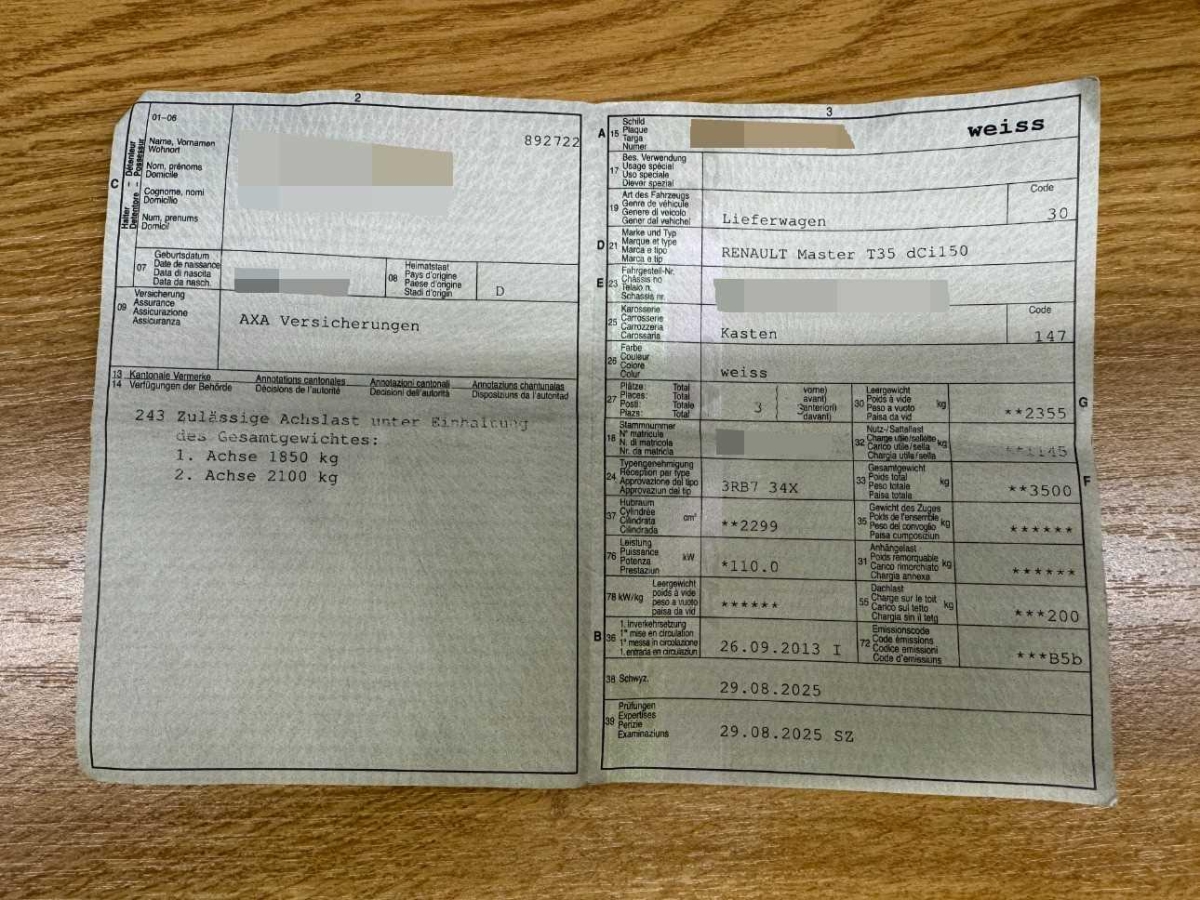 2
01-06
892722
C
Halter Détenteur
Detentore Possessur
Name, Vornamen
Wohnort
Nom, prénoms
Domicile
Cognome, nomi
Domicilio
Num, prenums
Domicil
07
Geburtsdatum
Date de naissance
Data di nascita
Data da nasch.
08
Heimatstaat
Pays d'origine
Paese d'origine
Stadi d'origin
D
09
Versicherung
Assurance
Assicurazione
Assicuranza
AXA Versicherungen
13 Kantonale Vermerke Annotations cantonales Annotazioni cantonali Annotaziuns chantunalas
14 Verfügungen der Behörde Décisions de l'autorité Decisioni dell'autorità Disposiziuns da l'autoritad
243 Zulässige Achslast unter Einhaltung
des Gesamtgewichtes:
1. Achse 1850 kg
2. Achse 2100 kg
3
A 15
Schild
Plaque
Targa
Numer
weiss
17
Bes. Verwendung
Usage spécial
Uso speciale
Diever spezial
19
Art des Fahrzeugs
Genre de véhicule
Genere di veicolo
Gener dal vehichel
Lieferwagen
Code
30
D 21
Marke und Typ
Marque et type
Marca e tipo
Marca e tip
RENAULT Master T35 dCi150
E 23
Fahrgestell-Nr.
Châssis no
Telaio n.
Schassis nr.
25
Karosserie
Carrosserie
Carrozzeria
Carossaria
Kasten
Code
147
26
Farbe
Couleur
Colore
Colur
weiss
27
Plätze: Total
Places: Total
Posti: Totale
Plazs: Total
3
vorne)
avant)
anteriori)
davant)
30
Leergewicht
Poids à vide
Peso a vuoto
Paisa da vid
kg
**2355
G
18
Stammnummer
N° matricule
N. di matricola
Nr. da matricla
32
Nutz-/Sattellast
Charge utile/sellette
Carico utile/sella
Chargia utila/sella
kg
**1145
24
Typengenehmigung
Réception par type
Approvazione del tipo
Approvaziun del tip
3RB7 34X
33
Gesamtgewicht
Poids total
Peso totale
Paisa totala
kg
**3500
F
37
Hubraum
Cylindrée
Cilindrata
Cilindrada
cm³
**2299
35
Gewicht des Zuges
Poids de l'ensemble
Peso del convoglio
Paisa cumposiziun
kg
******
76
Leistung
Puissance
Potenza
Prestaziun
kW
*110.0
31
Anhängelast
Poids remorquable
Carico rimorchiato
Chargia annexa
kg
******
78 kW/kg
Leergewicht
poids à vide
peso a vuoto
paisa da vid
******
55
Dachlast
Charge sur le toit
Carico sul tetto
Chargia sin il tetg
kg
***200
B 36
1. Inverkehrsetzung
1re mise en circulation
1a messa in circolazione
1. entrada en circulaziun
26.09.2013 I
72
Emissionscode
Code émissions
Codice emissioni
Code d'emissiuns
***B5b
38 Schwyz.
29.08.2025
39
Prüfungen
Expertises
Perizie
Examinaziuns
29.08.2025 SZ